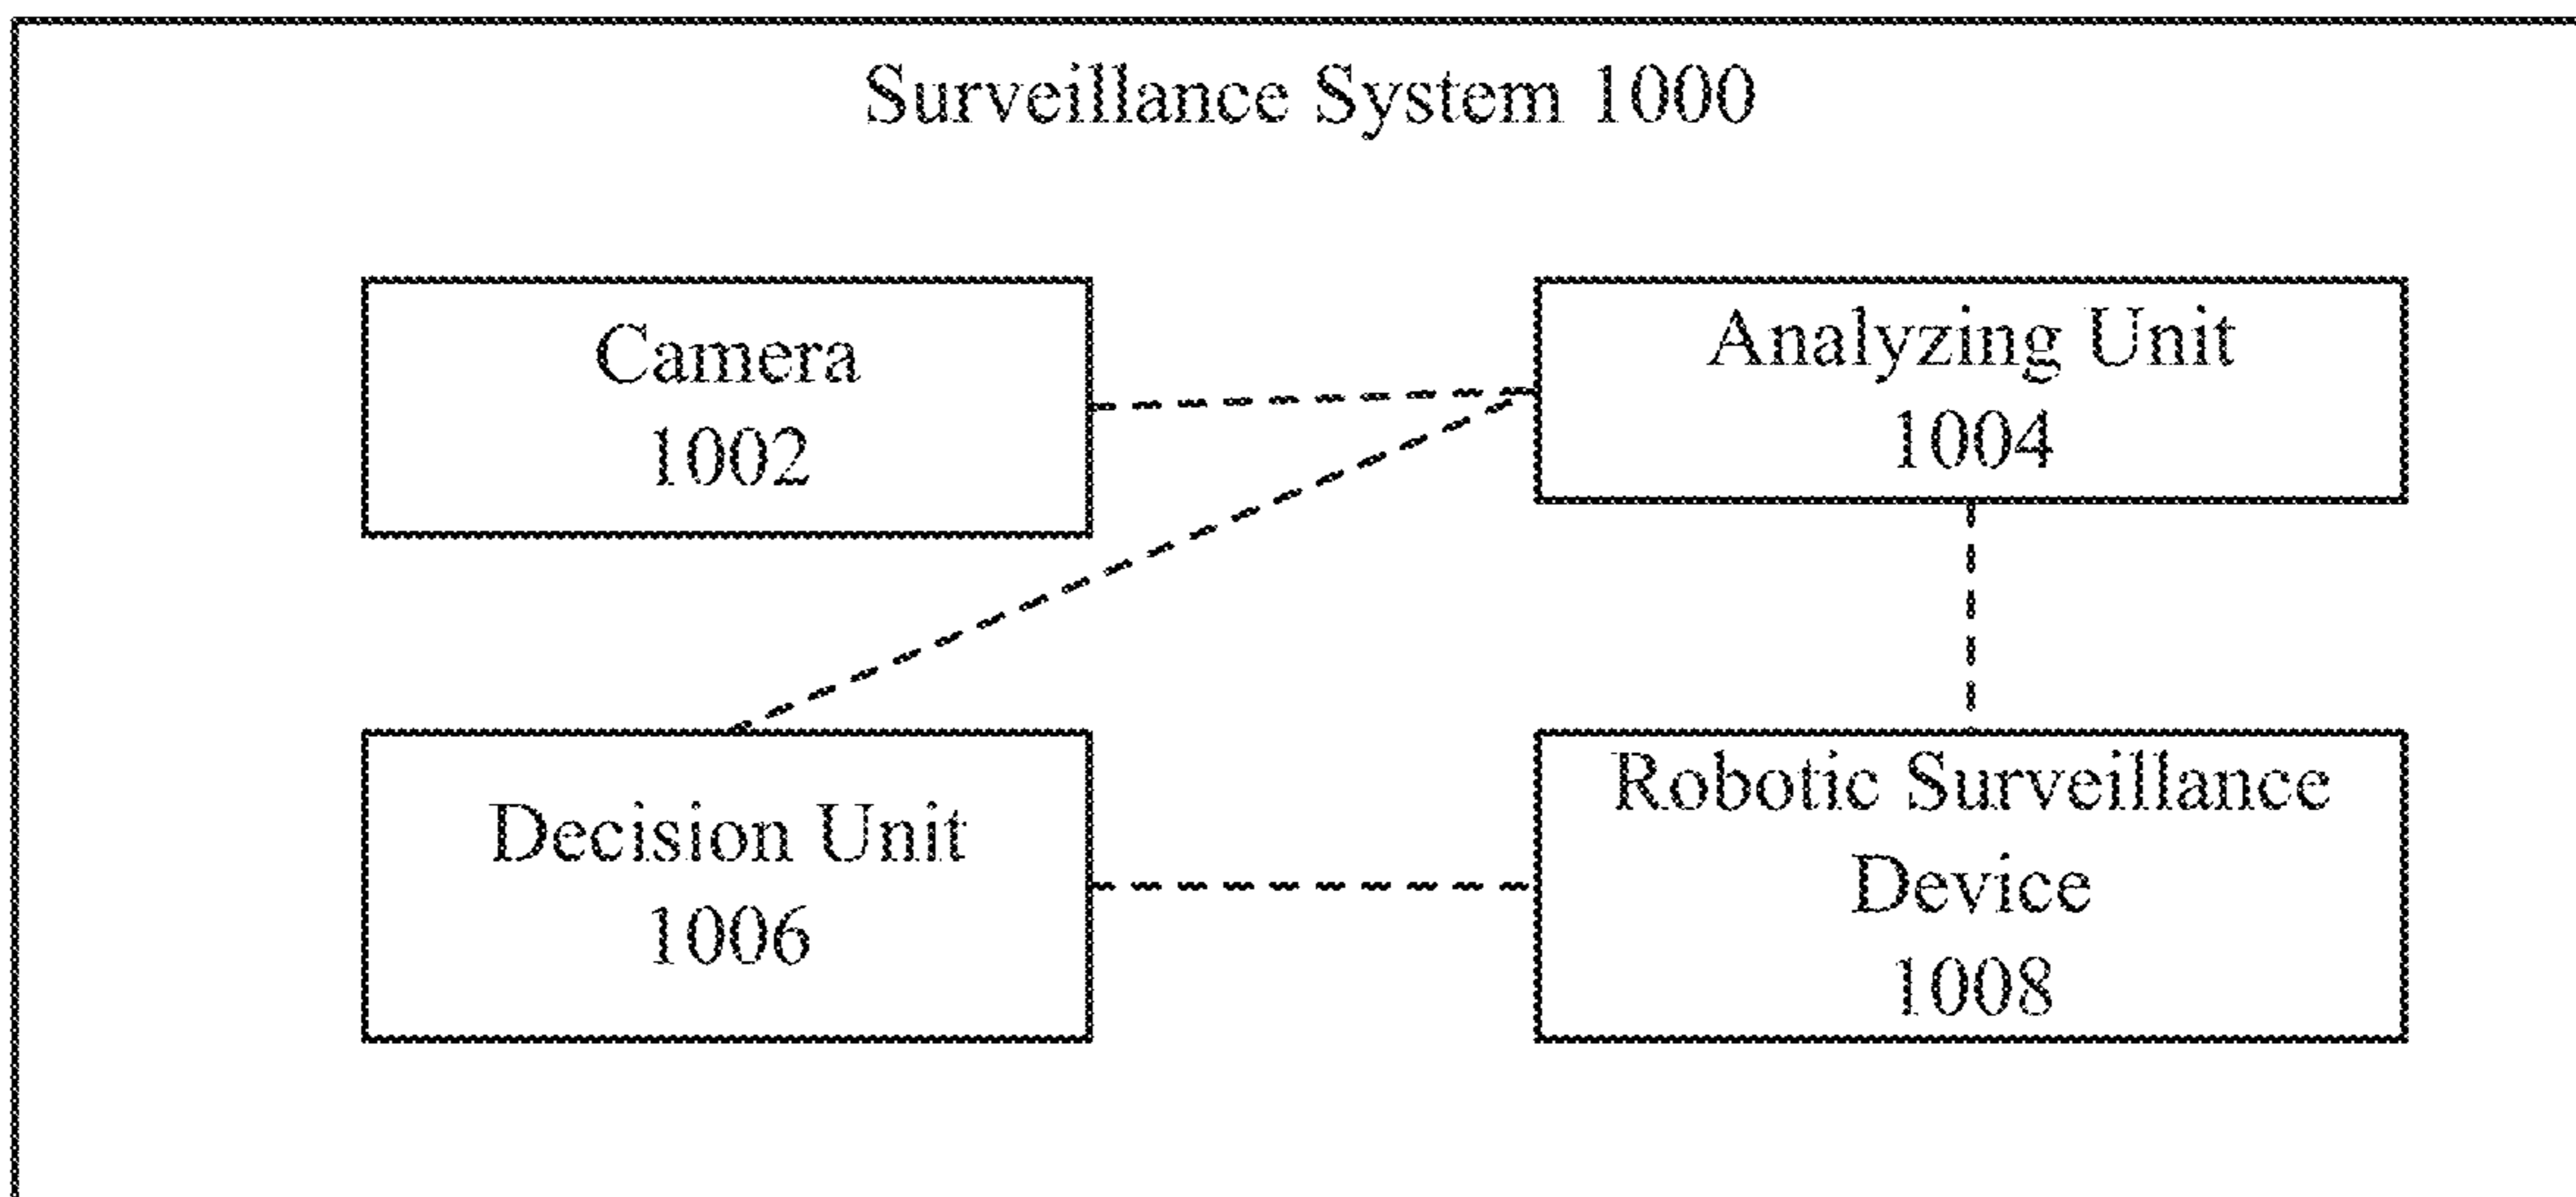 Surveillance System 1000
Camera
1002
Analyzing Unit
1004
Decision Unit
1006
Robotic Surveillance
Device
1008